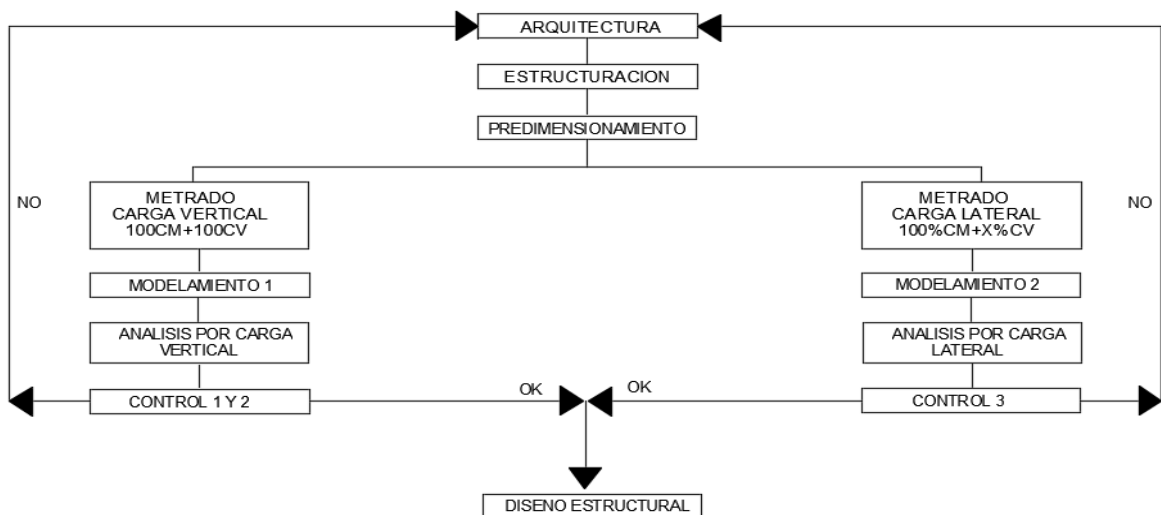 ARQUITECTURA
ESTRUCTURACION
PREDIMENSIONAMIENTO
NO
METRADO
CARGA VERTICAL
100CM+100CV
METRADO
CARGA LATERAL
100%CM+X%CV
NO
MODELAMIENTO 1
MODELAMIENTO 2
ANALISIS POR CARGA
VERTICAL
ANALISIS POR CARGA
LATERAL
CONTROL 1 Y 2
OK
OK
CONTROL 3
DISENO ESTRUCTURAL